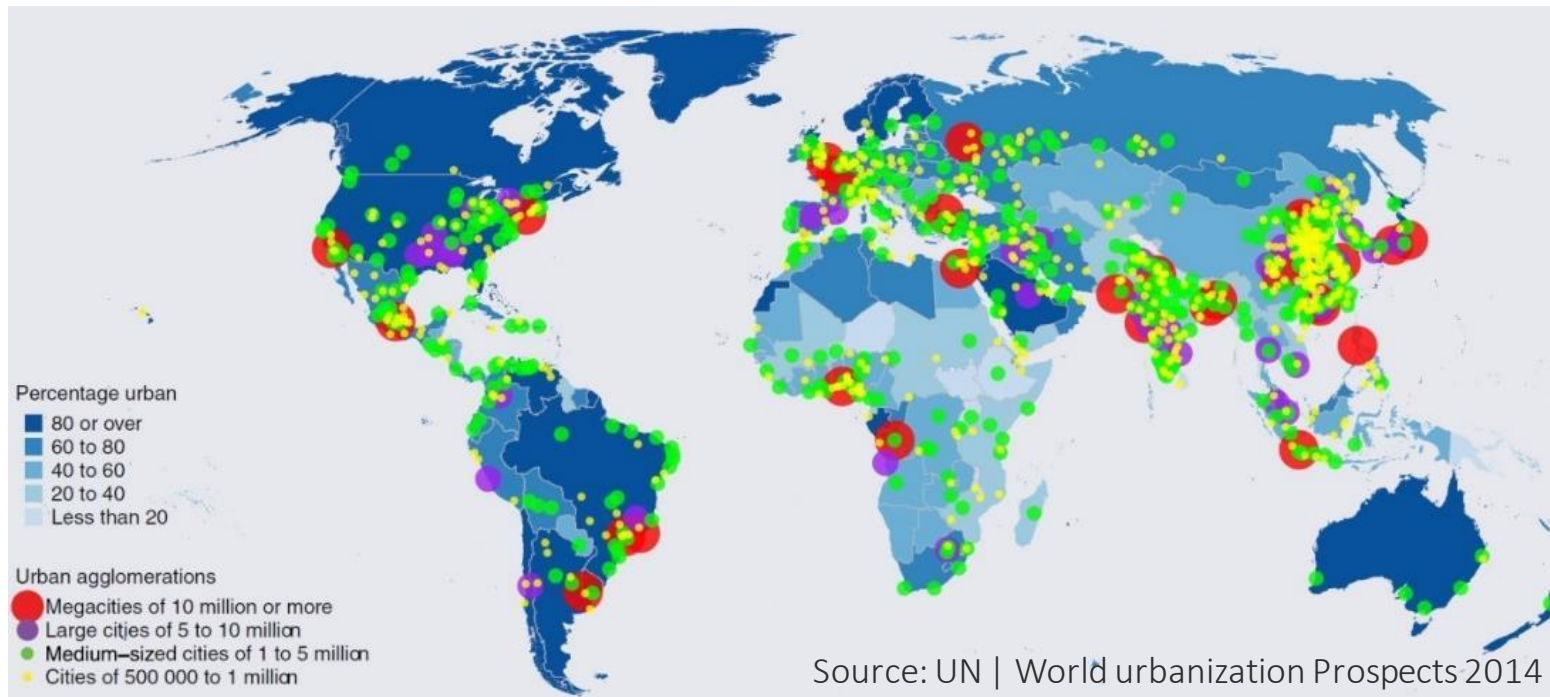 Percentage urban
80 or over
60 to 80
40 to 60
20 to 40
Less than 20
Urban agglomerations
Megacities of 10 million or more
Large cities of 5 to 10 million
Medium-sized cities of 1 to 5 million
Cities of 500 000 to 1 million
Source: UN | World urbanization Prospects 2014